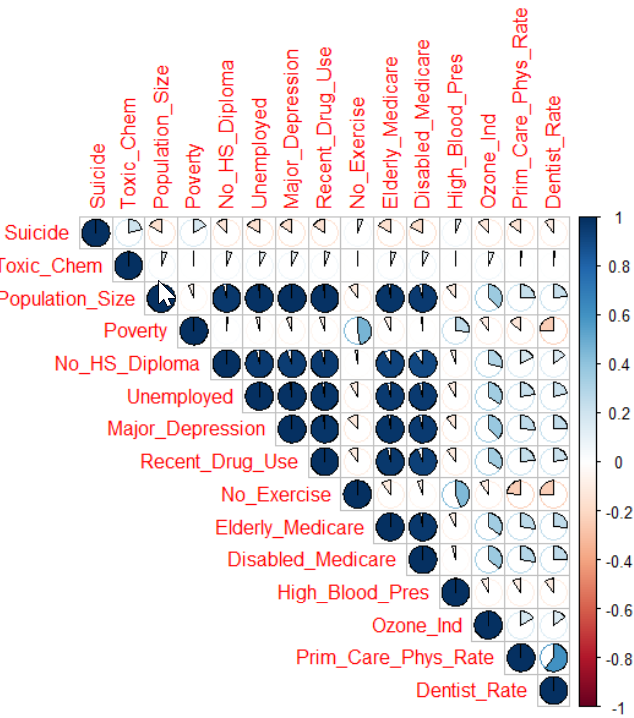 Suicide
Toxic_Chem
Population_Size
Poverty
No_HS_Diploma
Unemployed
Major_Depression
Recent_Drug_Use
No_Exercise
Elderly_Medicare
Disabled_Medicare
High_Blood_Pres
Ozone_Ind
Prim_Care_Phys_Rate
Dentist_Rate
Suicide
Toxic_Chem
Population_Size
Poverty
No_HS_Diploma
Unemployed
Major_Depression
Recent_Drug_Use
No_Exercise
Elderly_Medicare
Disabled_Medicare
High_Blood_Pres
Ozone_Ind
Prim_Care_Phys_Rate
Dentist_Rate
1
0.8
0.6
0.4
0.2
0
-0.2
-0.4
-0.6
-0.8
-1